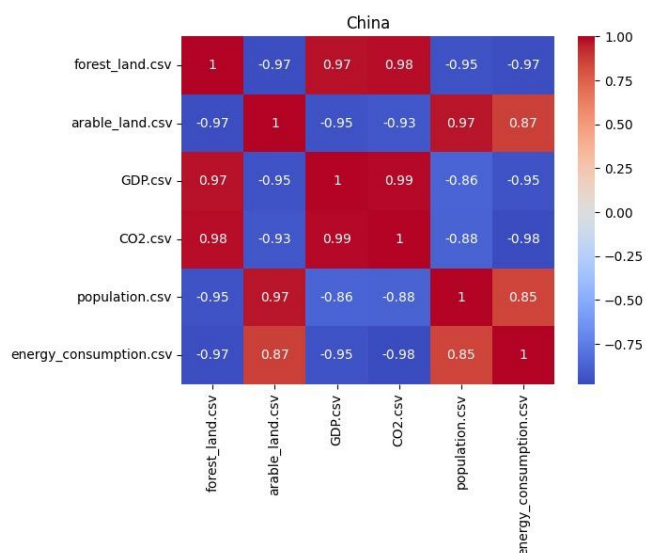 China
forest_land.csv 1 -0.97 0.97 0.98 -0.95 -0.97
arable_land.csv -0.97 1 -0.95 -0.93 0.97 0.87
GDP.csv 0.97 -0.95 1 0.99 -0.86 -0.95
CO2.csv 0.98 -0.93 0.99 1 -0.88 -0.98
population.csv -0.95 0.97 -0.86 -0.88 1 0.85
energy_consumption.csv -0.97 0.87 -0.95 -0.98 0.85 1
forest_land.csv
arable_land.csv
GDP.csv
CO2.csv
population.csv
energy_consumption.csv
1.00
0.75
0.50
0.25
0.00
−0.25
−0.50
−0.75